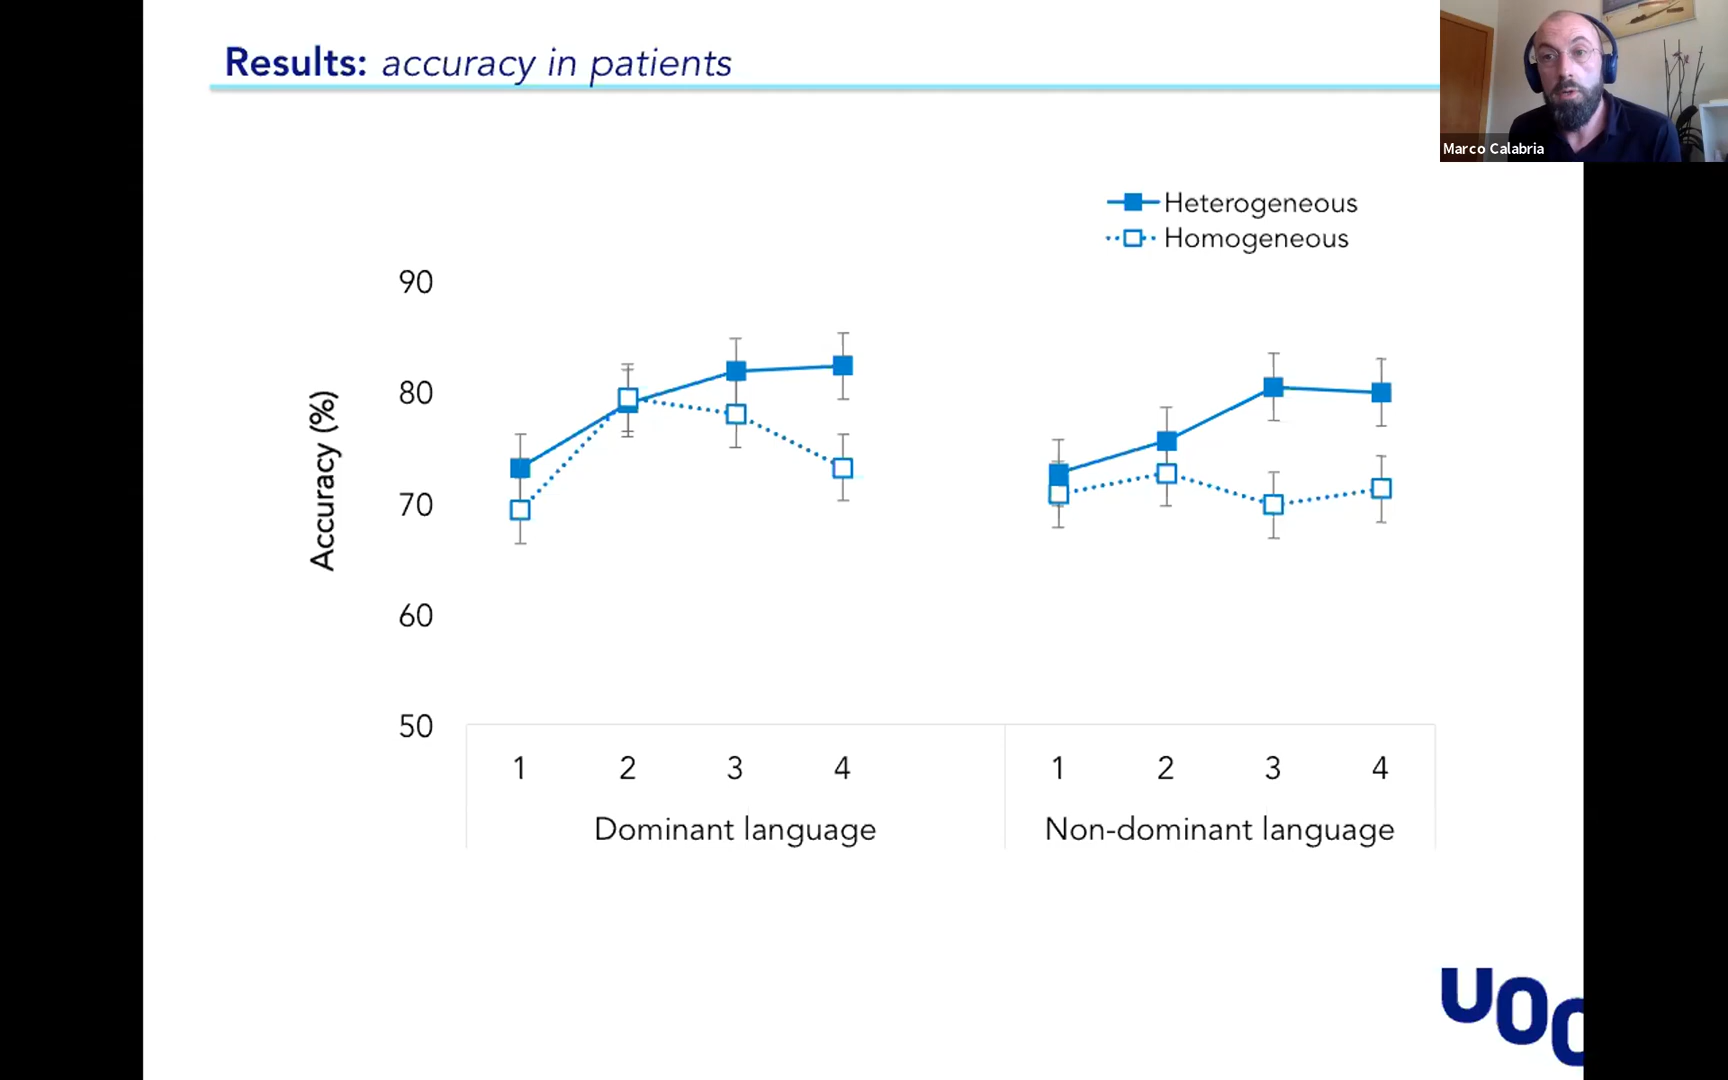 Results: accuracy in patients
Marco Calabria
Heterogeneous
Homogeneous
90
80
70
60
50
Accuracy (%)
1 2 3 4 1 2 3 4
Dominant language Non-dominant language
UOC